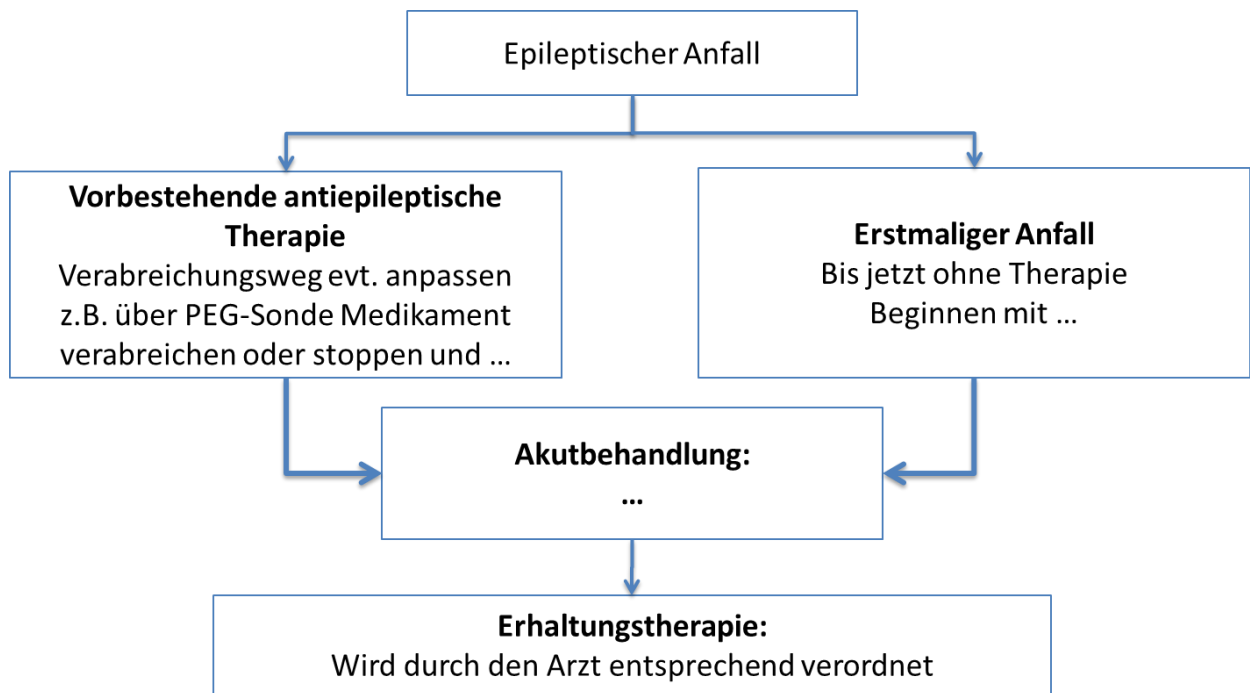 Epileptischer Anfall
Vorbestehende antiepileptische
Therapie
Verabreichungsweg evt. anpassen
z.B. über PEG-Sonde Medikament
verabreichen oder stoppen und ...
Erstmaliger Anfall
Bis jetzt ohne Therapie
Beginnen mit ...
Akutbehandlung:
...
Erhaltungstherapie:
Wird durch den Arzt entsprechend verordnet